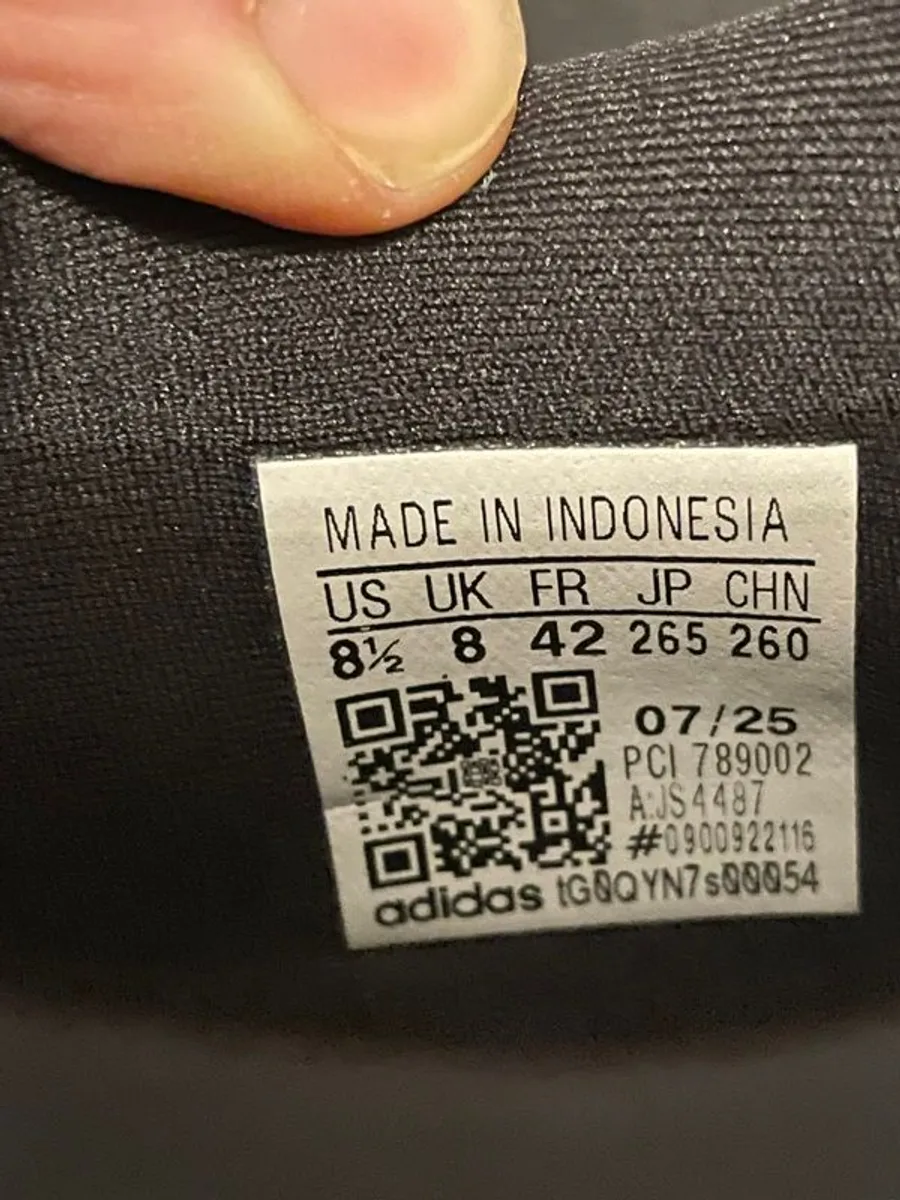 MADE IN INDONESIA
US UK FR JP CHN
8½ 8 42 265 260
07/25
PCI 789002
A:JS4487
#0900922116
adidas tG0QYN7s00054